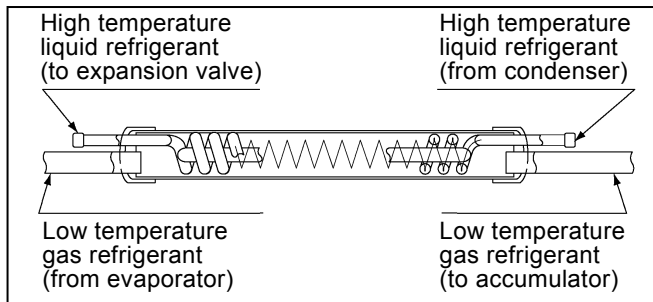 High temperature
liquid refrigerant
(to expansion valve)
High temperature
liquid refrigerant
(from condenser)
Low temperature
gas refrigerant
(from evaporator)
Low temperature
gas refrigerant
(to accumulator)